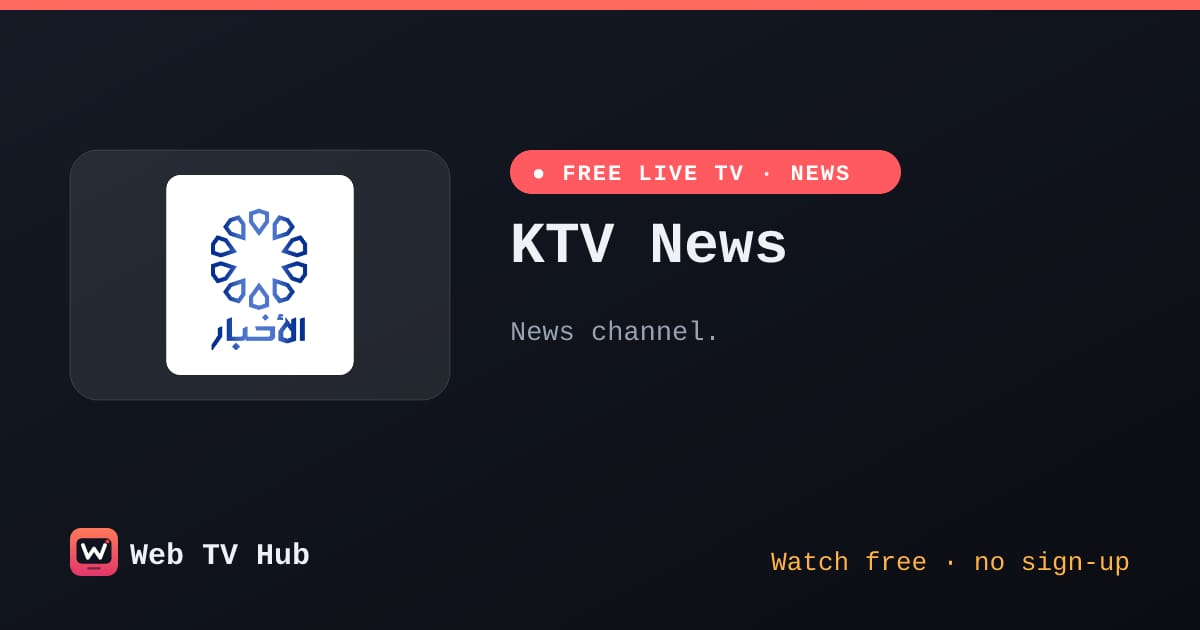 الأخبار
● FREE LIVE TV · NEWS
KTV News
News channel.
W
Web TV Hub
Watch free · no sign-up